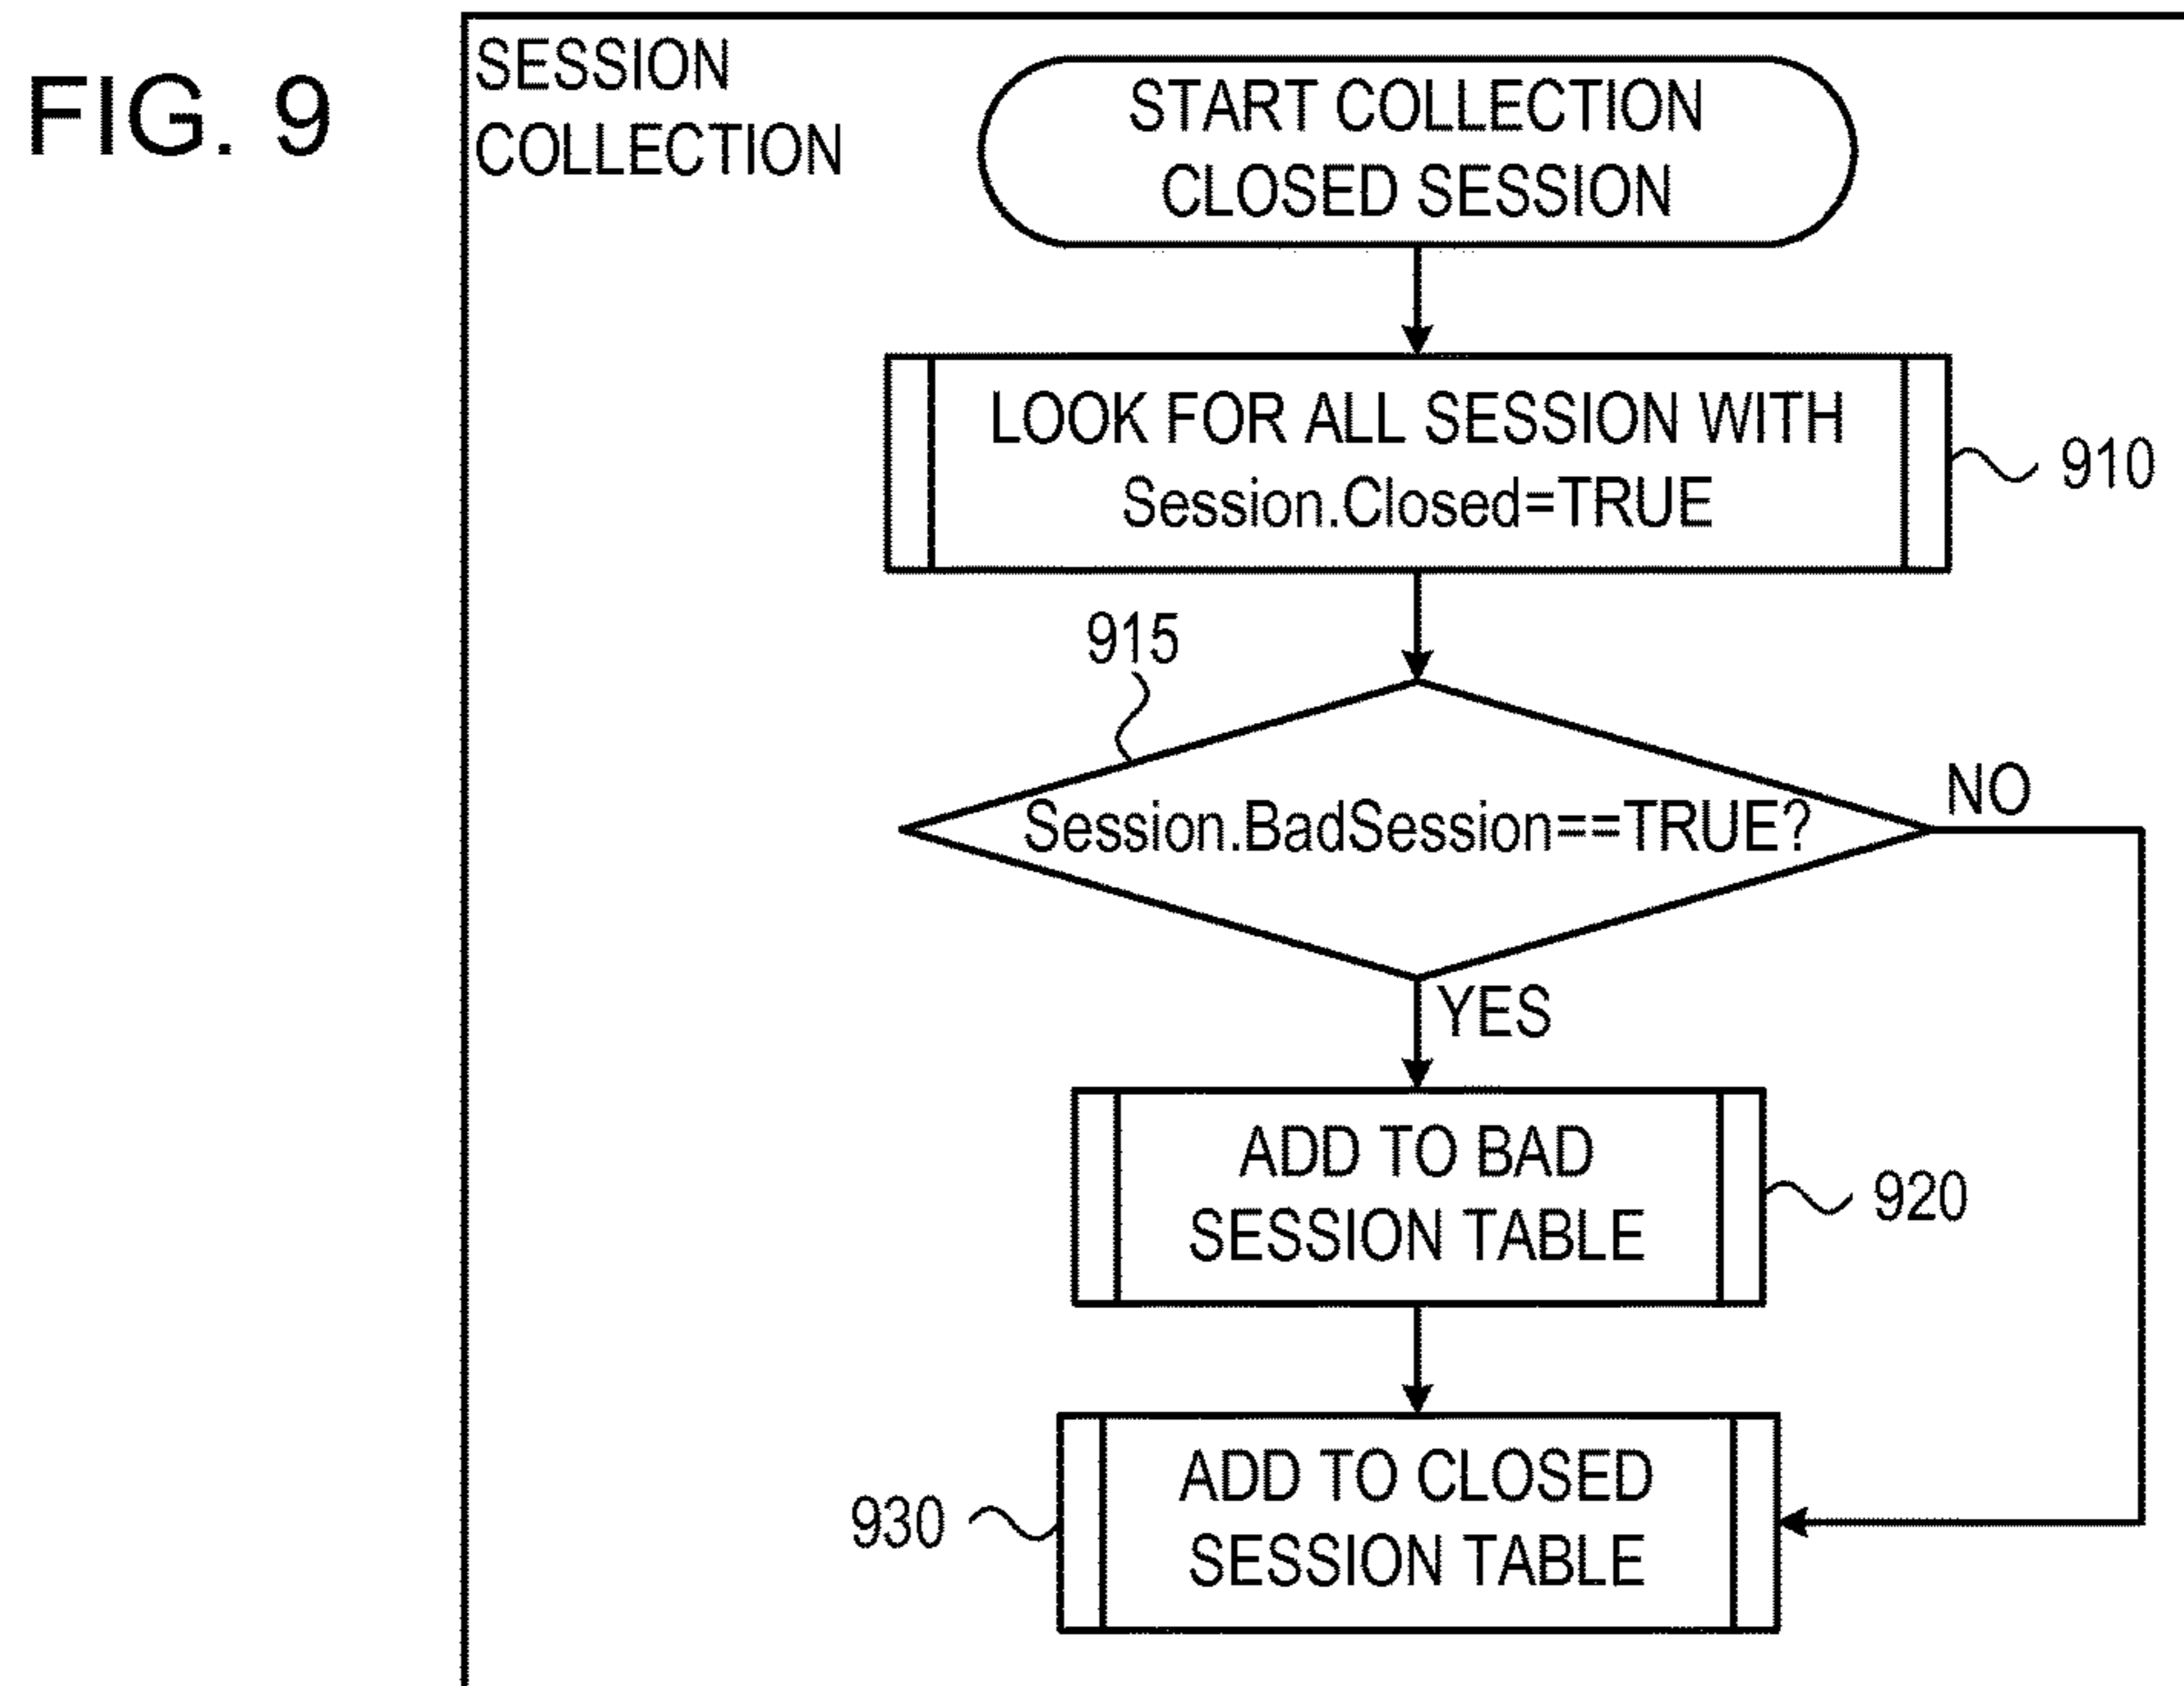 FIG. 9
SESSION
COLLECTION
START COLLECTION
CLOSED SESSION
LOOK FOR ALL SESSION WITH
Session.Closed=TRUE
910
915
Session.BadSession==TRUE?
NO
YES
ADD TO BAD
SESSION TABLE
920
ADD TO CLOSED
SESSION TABLE
930